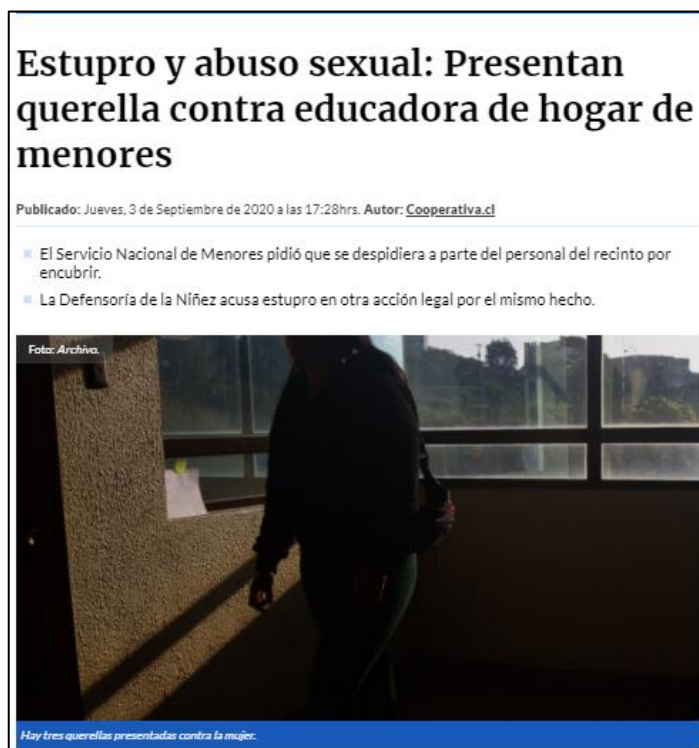 Estupro y abuso sexual: Presentan
querella contra educadora de hogar de
menores
Publicado: Jueves, 3 de Septiembre de 2020 a las 17:28hrs. Autor: Cooperativa.cl
El Servicio Nacional de Menores pidió que se despidiera a parte del personal del recinto por
encubrir.
La Defensoría de la Niñez acusa estupro en otra acción legal por el mismo hecho.
Foto: Archivo.
Hay tres querellas presentadas contra la mujer.